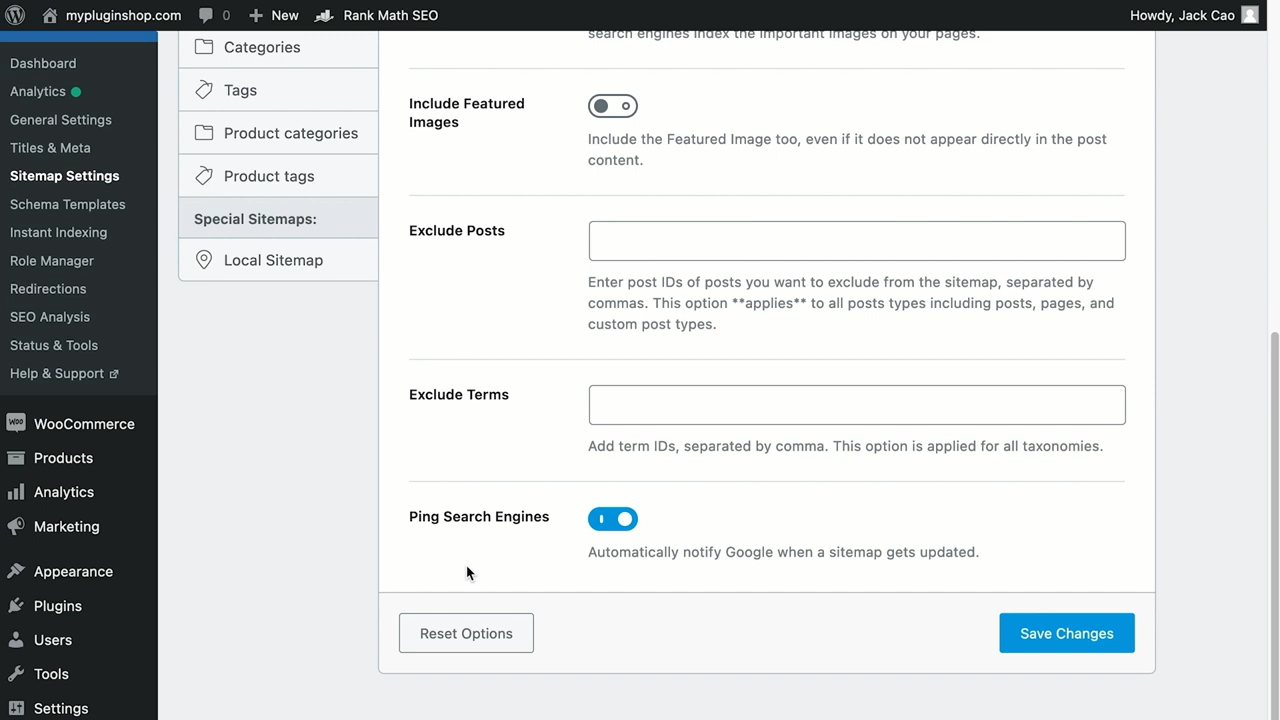 mypluginshop.com
0
New
Rank Math SEO
Howdy, Jack Cao
Dashboard
Analytics
General Settings
Titles & Meta
Sitemap Settings
Schema Templates
Instant Indexing
Role Manager
Redirections
SEO Analysis
Status & Tools
Help & Support
WooCommerce
Products
Analytics
Marketing
Appearance
Plugins
Users
Tools
Settings
Categories
Tags
Product categories
Product tags
Special Sitemaps:
Local Sitemap
search engines index the important images on your pages.
Include Featured
Images
Include the Featured Image too, even if it does not appear directly in the post
content.
Exclude Posts
Enter post IDs of posts you want to exclude from the sitemap, separated by
commas. This option **applies** to all posts types including posts, pages, and
custom post types.
Exclude Terms
Add term IDs, separated by comma. This option is applied for all taxonomies.
Ping Search Engines
Automatically notify Google when a sitemap gets updated.
Reset Options
Save Changes